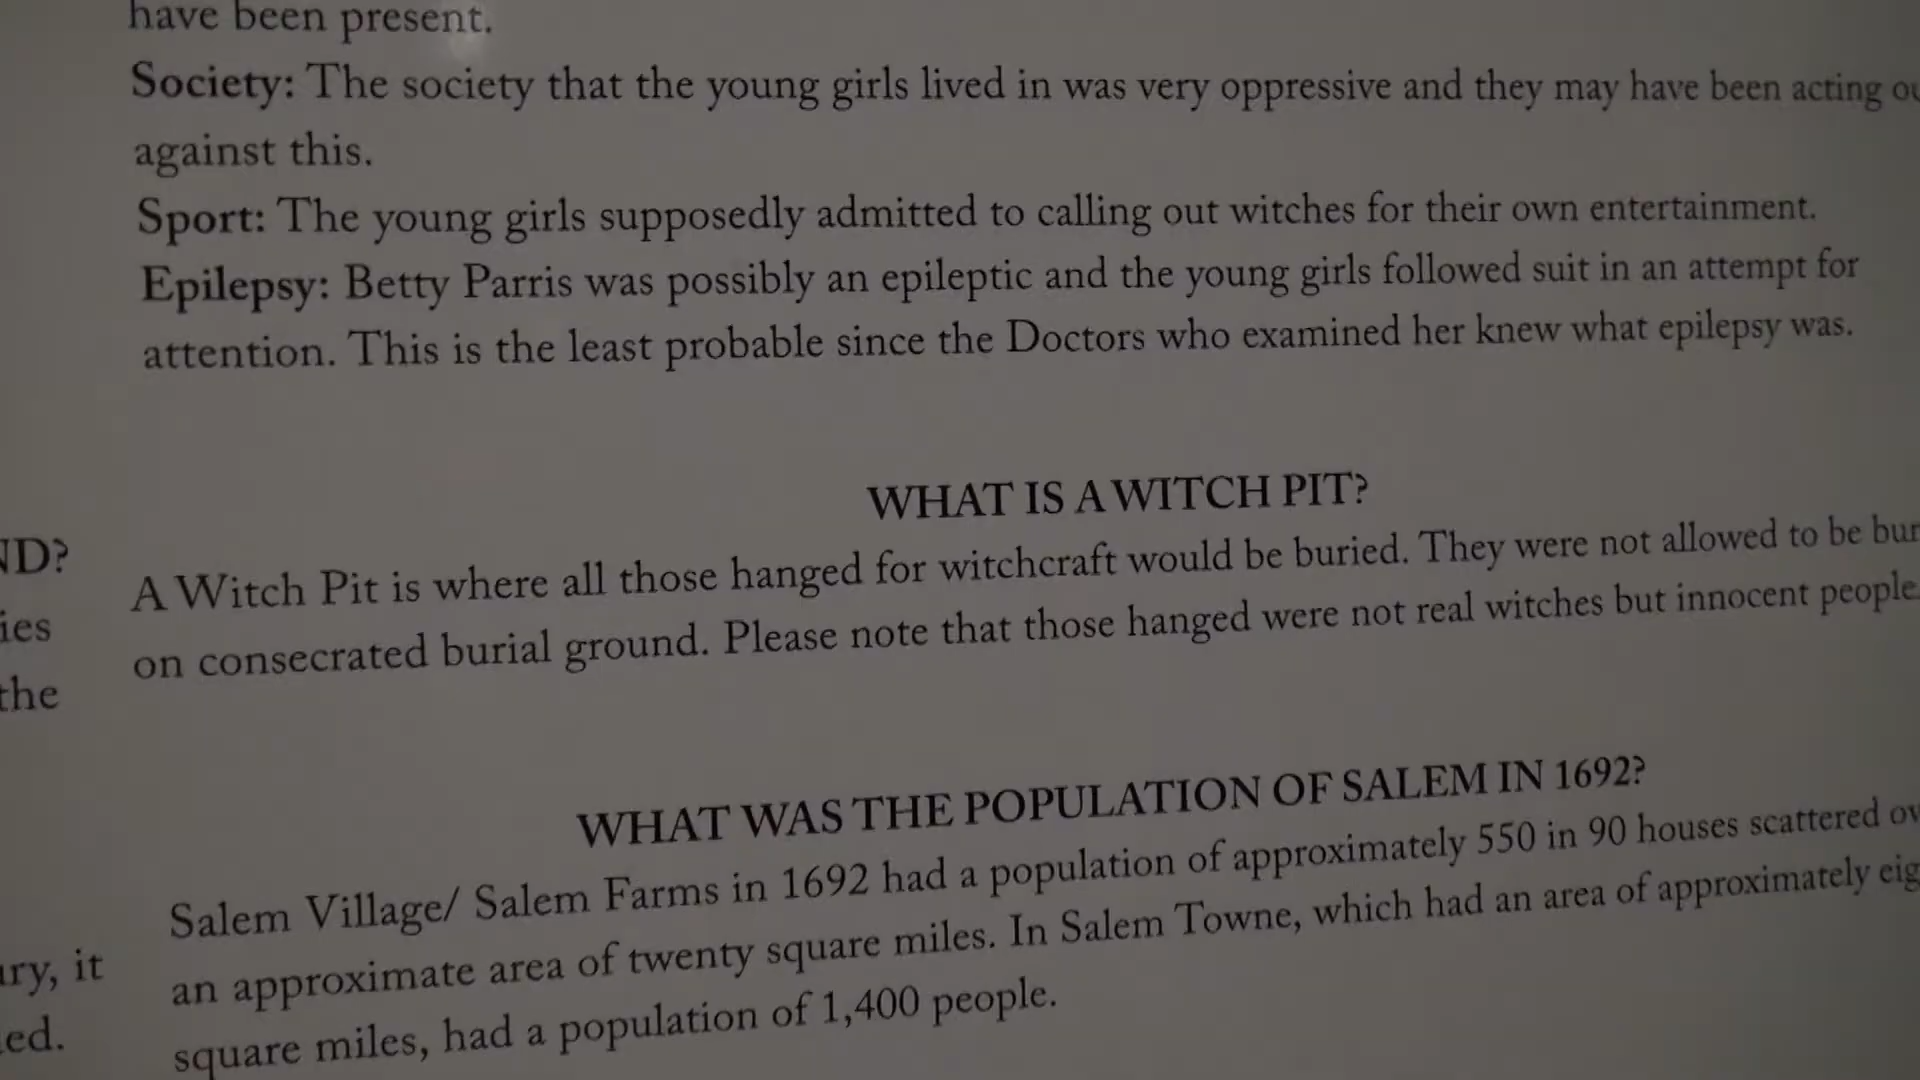 have been present.
Society: The society that the young girls lived in was very oppressive and they may have been acting
against this.
Sport: The young girls supposedly admitted to calling out witches for their own entertainment.
Epilepsy: Betty Parris was possibly an epileptic and the young girls followed suit in an attempt for
attention. This is the least probable since the Doctors who examined her knew what epilepsy was.
WHAT IS A WITCH PIT?
A Witch Pit is where all those hanged for witchcraft would be buried. They were not allowed to be
on consecrated burial ground. Please note that those hanged were not real witches but innocent people.
WHAT WAS THE POPULATION OF SALEM IN 1692?
Salem Village/ Salem Farms in 1692 had a population of approximately 550 in 90 houses scattered
an approximate area of twenty square miles. In Salem Towne, which had an area of approximately
square miles, had a population of 1,400 people.
the
it